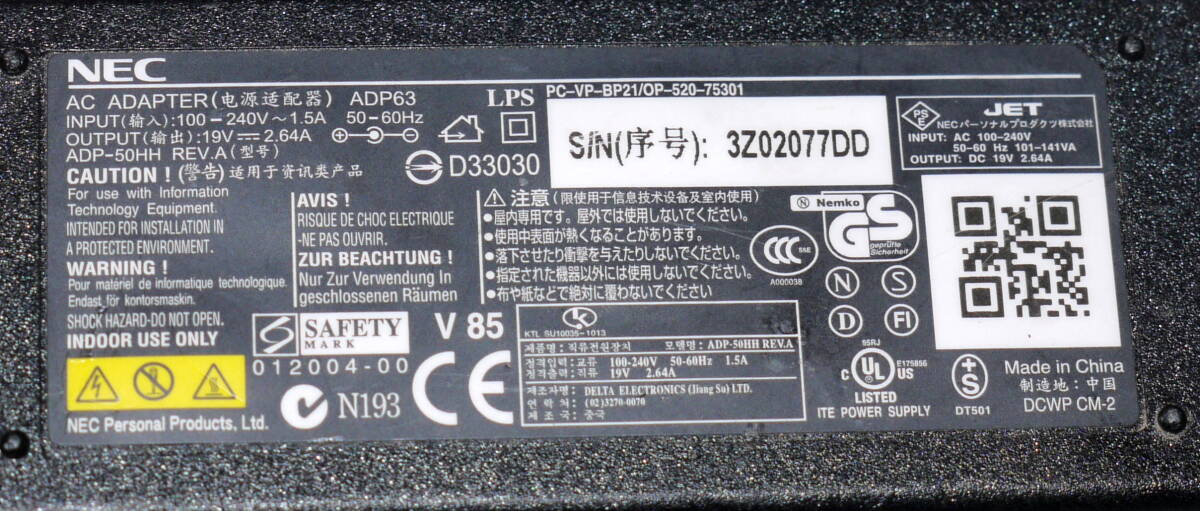 NEC
AC ADAPTER(电源适配器) ADP63 LPS
PC-VP-BP21/OP-520-75301
INPUT(输入):100-240V～1.5A 50-60Hz
OUTPUT(输出):19V⎓2.64A
ADP-50HH REV.A(型号)
D33030
S/N(序号): 3Z02077DD
PSE JET
NECパーソナルプロダクツ株式会社
INPUT: AC 100-240V
50-60 Hz 101-141VA
OUTPUT: DC 19V 2.64A
CAUTION ! (警告)适用于资讯类产品
For use with Information
Technology Equipment.
INTENDED FOR INSTALLATION IN
A PROTECTED ENVIRONMENT.
WARNING !
Pour matériel de informatique technologique.
Endast för kontorsmaskin.
SHOCK HAZARD-DO NOT OPEN.
INDOOR USE ONLY
AVIS !
RISQUE DE CHOC ELECTRIQUE
-NE PAS OUVRIR.
ZUR BEACHTUNG !
Nur Zur Verwendung In
geschlossenen Räumen
注意(限使用于信息技术设备及室内使用)
●屋内専用です。屋外では使用しないでください。
●使用中表面が熱くなることがあります。
●落下させたり衝撃を与えたりしないでください。
●指定された機器以外には使用しないでください。
●布や紙などで絶対に覆わないでください
CCC S&E
A000038
N Nemko
GS
geprüfte
Sicherheit
N S
D FI
S SAFETY
MARK
012004-00
V 85
N193
CE
K
KTL SU10035-1013
제품명: 직류전원장치 모델명: ADP-50HH REV.A
정격입력: 교류 100-240V 50-60Hz 1.5A
정격출력: 직류 19V 2.64A
제조자명: DELTA ELECTRONICS (Jiang Su) LTD.
연 락 처: (02)3270-0070
제 조 국: 중국
95RJ
c UL US E175856
LISTED
ITE POWER SUPPLY
+S
DT501
Made in China
制造地: 中国
DCWP CM-2
NEC Personal Products, Ltd.